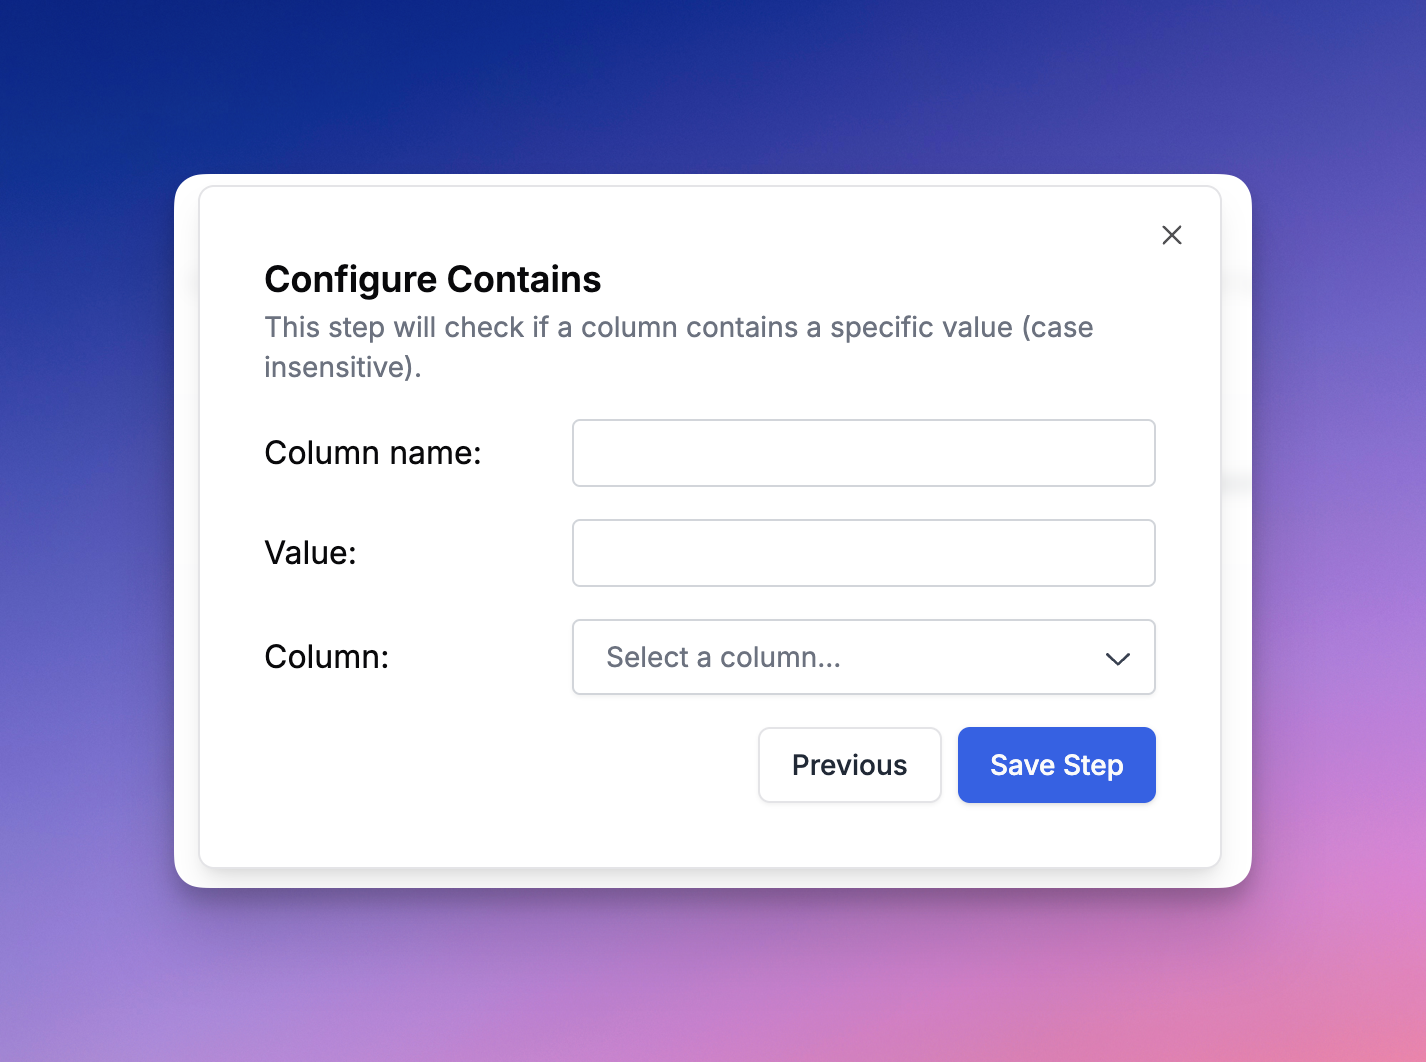 Configure Contains
This step will check if a column contains a specific value (case
insensitive).
Column name:
Value:
Column:
Select a column...
Previous
Save Step